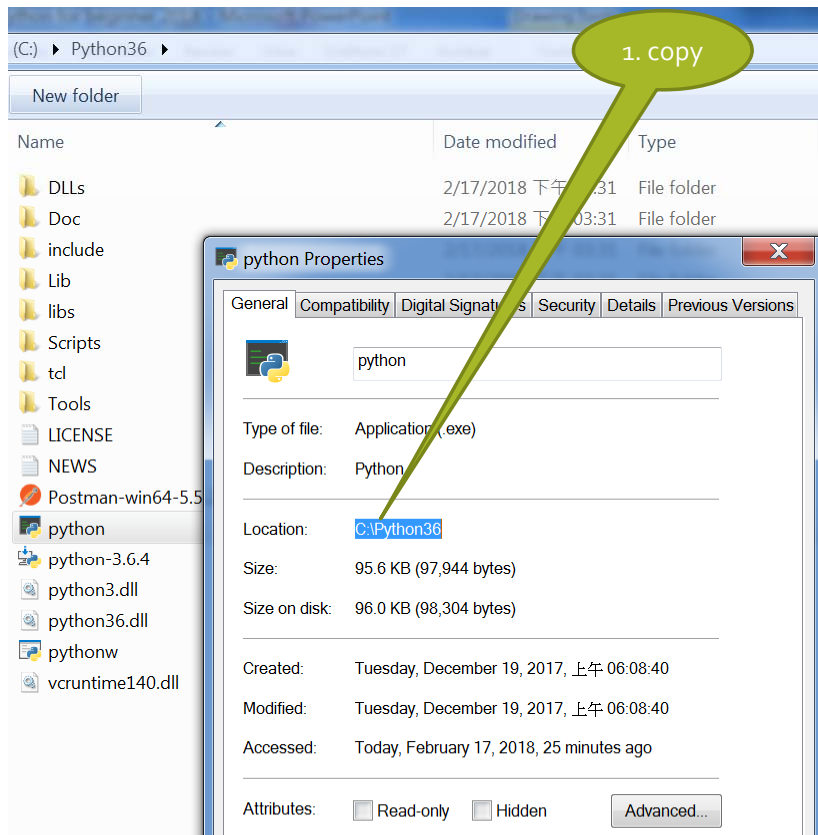 (C:) Python36
1. copy
New folder
Name Date modified Type
DLLs 2/17/2018 下午 :31 File folder
Doc 2/17/2018 03:31 File folder
include
Lib
libs
Scripts
tcl
Tools
LICENSE
NEWS
Postman-win64-5.5
python
python-3.6.4
python3.dll
python36.dll
pythonw
vcruntime140.dll
python Properties
General Compatibility Digital Signatures Security Details Previous Versions
python
Type of file: Application (.exe)
Description: Python
Location: C:\Python36
Size: 95.6 KB (97,944 bytes)
Size on disk: 96.0 KB (98,304 bytes)
Created: Tuesday, December 19, 2017, 上午 06:08:40
Modified: Tuesday, December 19, 2017, 上午 06:08:40
Accessed: Today, February 17, 2018, 25 minutes ago
Attributes: Read-only Hidden Advanced...